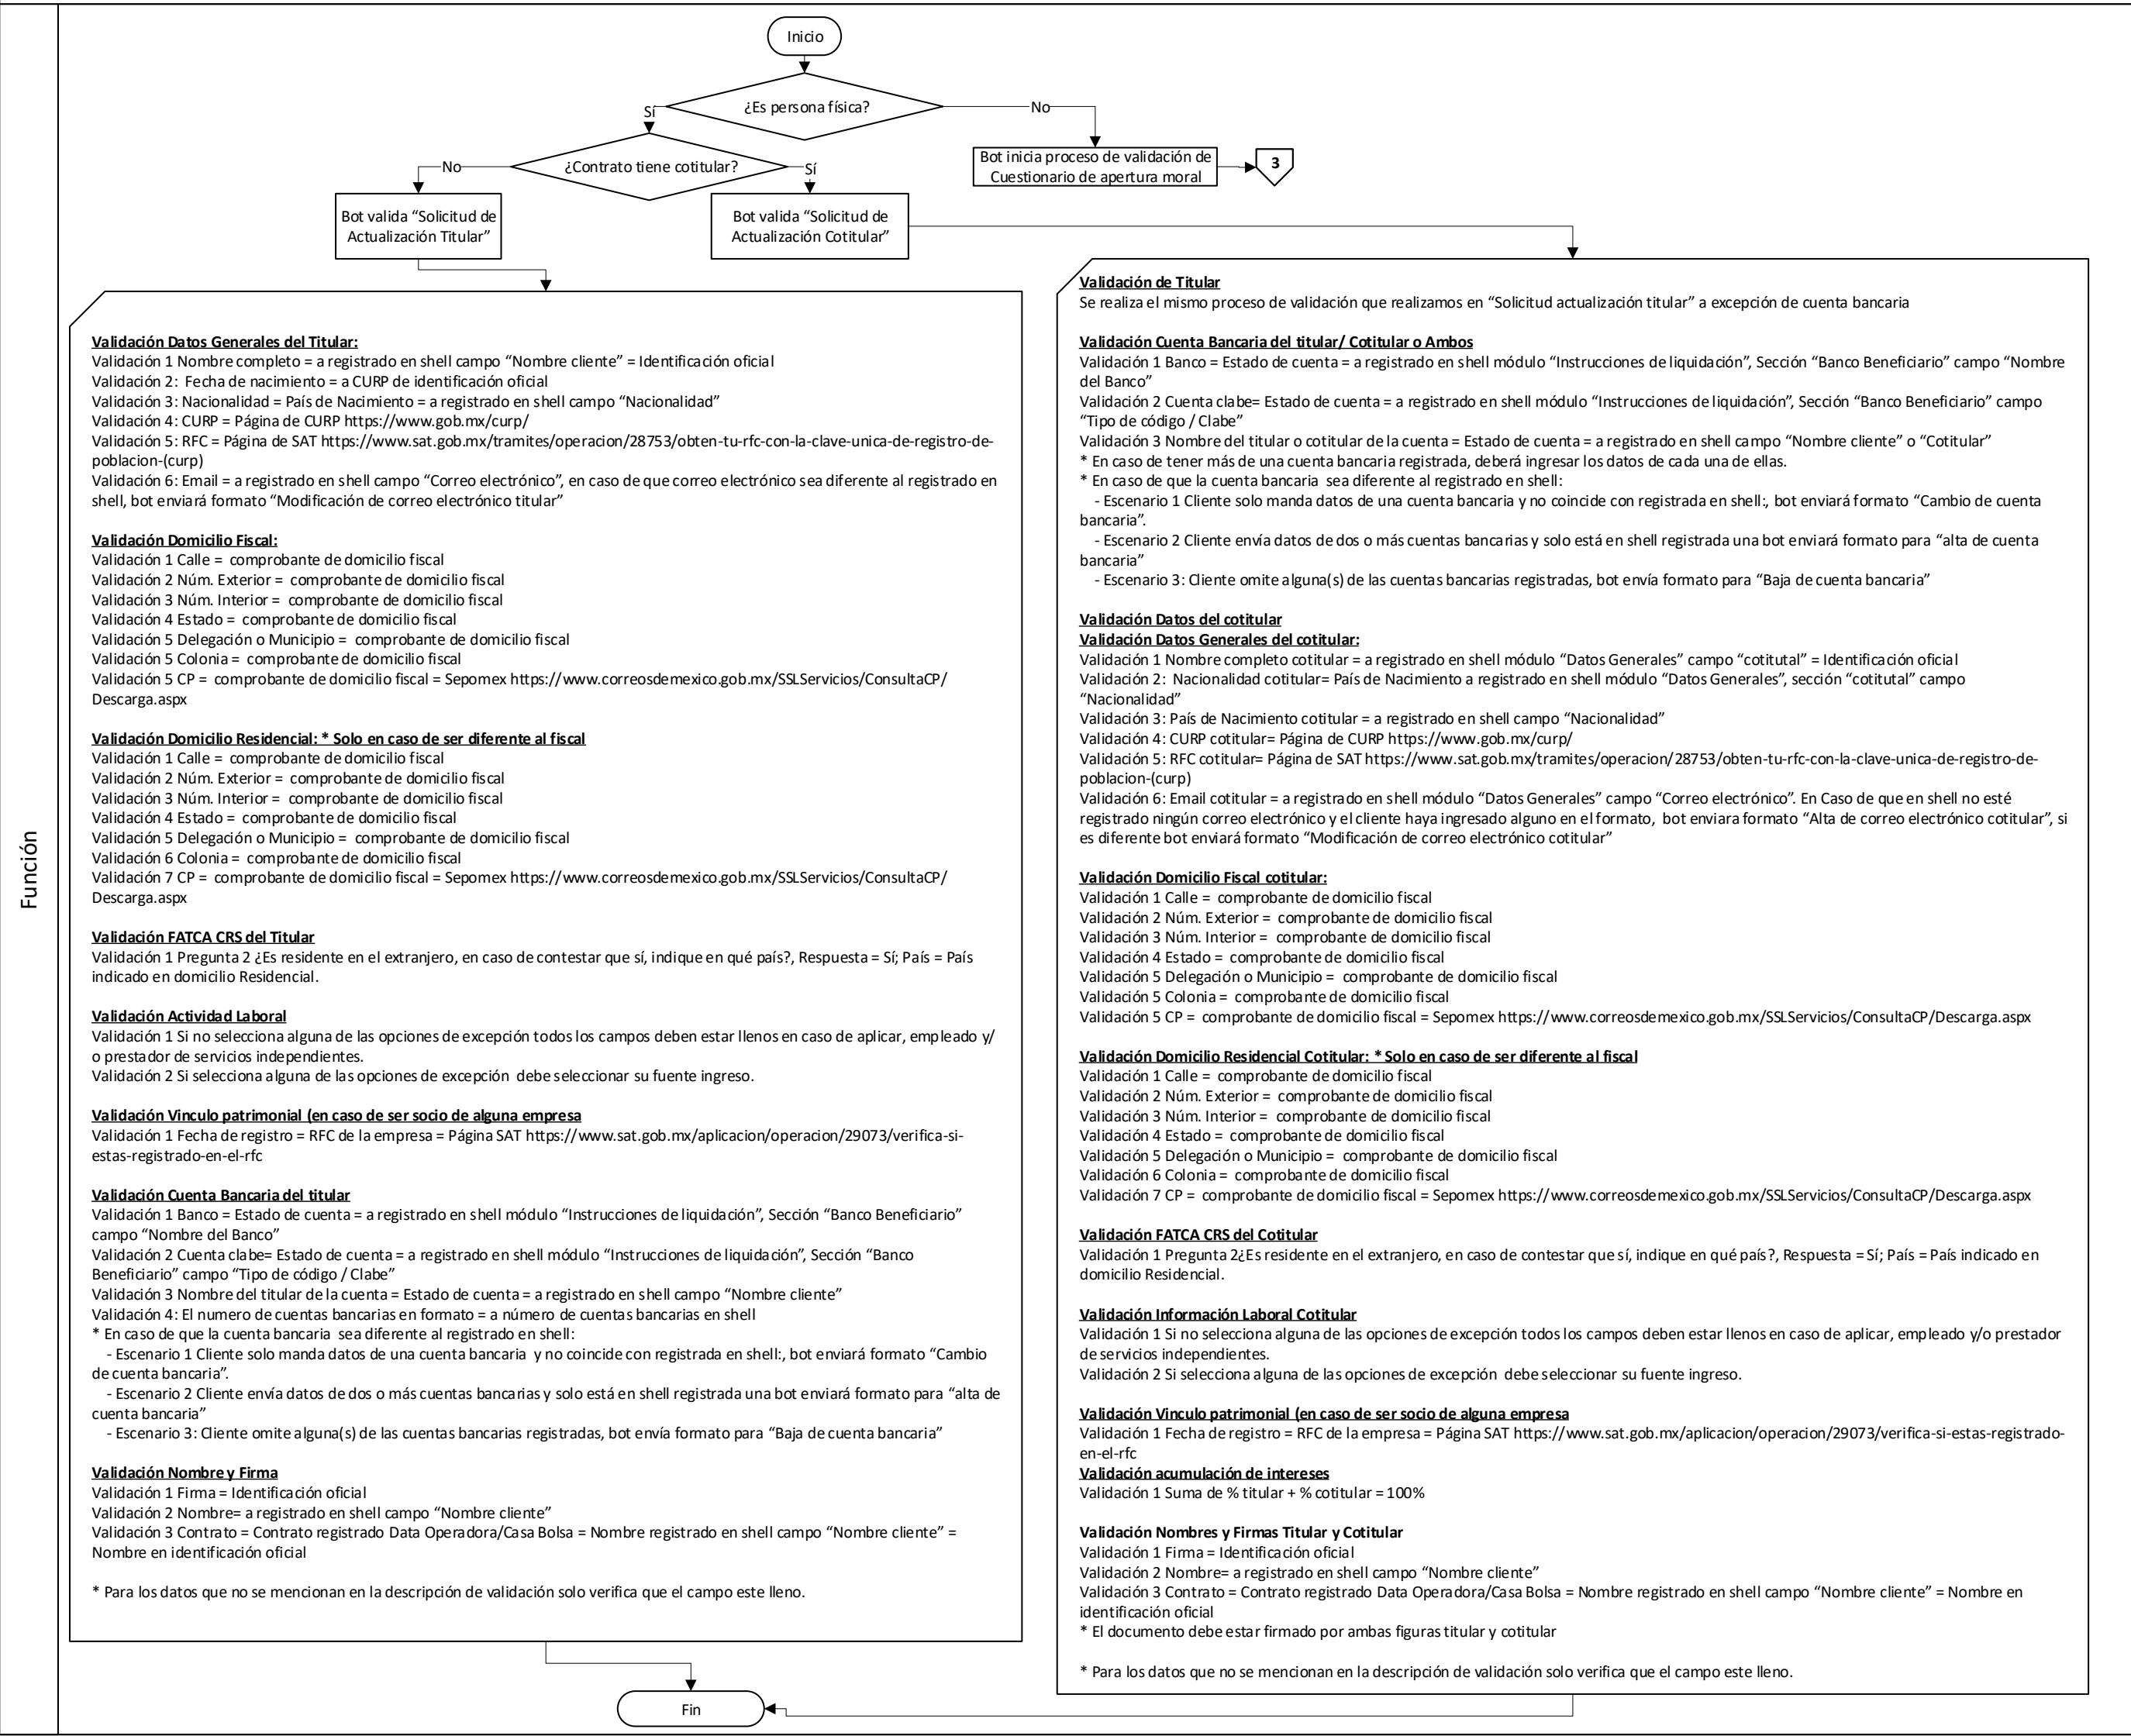 Función
Inicio
¿Es persona física?
Sí
No
¿Contrato tiene cotitular?
No
Sí
Bot inicia proceso de validación de
Cuestionario de apertura moral
3
Bot valida “Solicitud de
Actualización Titular”
Bot valida “Solicitud de
Actualización Cotitular”
Validación Datos Generales del Titular:
Validación 1 Nombre completo = a registrado en shell campo “Nombre cliente” = Identificación oficial
Validación 2:  Fecha de nacimiento = a CURP de identificación oficial
Validación 3: Nacionalidad = País de Nacimiento = a registrado en shell campo “Nacionalidad”
Validación 4: CURP = Página de CURP https://www.gob.mx/curp/
Validación 5: RFC = Página de SAT https://www.sat.gob.mx/tramites/operacion/28753/obten-tu-rfc-con-la-clave-unica-de-registro-de-
poblacion-(curp)
Validación 6: Email = a registrado en shell campo “Correo electrónico”, en caso de que correo electrónico sea diferente al registrado en
shell, bot enviará formato “Modificación de correo electrónico titular”
Validación Domicilio Fiscal:
Validación 1 Calle =  comprobante de domicilio fiscal
Validación 2 Núm. Exterior =  comprobante de domicilio fiscal
Validación 3 Núm. Interior =  comprobante de domicilio fiscal
Validación 4 Estado =  comprobante de domicilio fiscal
Validación 5 Delegación o Municipio =  comprobante de domicilio fiscal
Validación 5 Colonia =  comprobante de domicilio fiscal
Validación 5 CP =  comprobante de domicilio fiscal = Sepomex https://www.correosdemexico.gob.mx/SSLServicios/ConsultaCP/
Descarga.aspx
Validación Domicilio Residencial: * Solo en caso de ser diferente al fiscal
Validación 1 Calle =  comprobante de domicilio fiscal
Validación 2 Núm. Exterior =  comprobante de domicilio fiscal
Validación 3 Núm. Interior =  comprobante de domicilio fiscal
Validación 4 Estado =  comprobante de domicilio fiscal
Validación 5 Delegación o Municipio =  comprobante de domicilio fiscal
Validación 6 Colonia =  comprobante de domicilio fiscal
Validación 7 CP =  comprobante de domicilio fiscal = Sepomex https://www.correosdemexico.gob.mx/SSLServicios/ConsultaCP/
Descarga.aspx
Validación FATCA CRS del Titular
Validación 1 Pregunta 2 ¿Es residente en el extranjero, en caso de contestar que sí, indique en qué país?, Respuesta = Sí; País = País
indicado en domicilio Residencial.
Validación Actividad Laboral
Validación 1 Si no selecciona alguna de las opciones de excepción todos los campos deben estar llenos en caso de aplicar, empleado y/
o prestador de servicios independientes.
Validación 2 Si selecciona alguna de las opciones de excepción  debe seleccionar su fuente ingreso.
Validación Vinculo patrimonial (en caso de ser socio de alguna empresa
Validación 1 Fecha de registro = RFC de la empresa = Página SAT https://www.sat.gob.mx/aplicacion/operacion/29073/verifica-si-
estas-registrado-en-el-rfc
Validación Cuenta Bancaria del titular
Validación 1 Banco = Estado de cuenta = a registrado en shell módulo “Instrucciones de liquidación”, Sección “Banco Beneficiario”
campo “Nombre del Banco”
Validación 2 Cuenta clabe= Estado de cuenta = a registrado en shell módulo “Instrucciones de liquidación”, Sección “Banco
Beneficiario” campo “Tipo de código / Clabe”
Validación 3 Nombre del titular de la cuenta = Estado de cuenta = a registrado en shell campo “Nombre cliente”
Validación 4: El numero de cuentas bancarias en formato = a número de cuentas bancarias en shell
* En caso de que la cuenta bancaria  sea diferente al registrado en shell:
- Escenario 1 Cliente solo manda datos de una cuenta bancaria  y no coincide con registrada en shell:, bot enviará formato “Cambio
de cuenta bancaria”.
- Escenario 2 Cliente envía datos de dos o más cuentas bancarias y solo está en shell registrada una bot enviará formato para “alta de
cuenta bancaria”
- Escenario 3: Cliente omite alguna(s) de las cuentas bancarias registradas, bot envía formato para “Baja de cuenta bancaria”
Validación Nombre y Firma
Validación 1 Firma = Identificación oficial
Validación 2 Nombre= a registrado en shell campo “Nombre cliente”
Validación 3 Contrato = Contrato registrado Data Operadora/Casa Bolsa = Nombre registrado en shell campo “Nombre cliente” =
Nombre en identificación oficial
* Para los datos que no se mencionan en la descripción de validación solo verifica que el campo este lleno.
Validación de Titular
Se realiza el mismo proceso de validación que realizamos en “Solicitud actualización titular” a excepción de cuenta bancaria
Validación Cuenta Bancaria del titular/ Cotitular o Ambos
Validación 1 Banco = Estado de cuenta = a registrado en shell módulo “Instrucciones de liquidación”, Sección “Banco Beneficiario” campo “Nombre
del Banco”
Validación 2 Cuenta clabe= Estado de cuenta = a registrado en shell módulo “Instrucciones de liquidación”, Sección “Banco Beneficiario” campo
“Tipo de código / Clabe”
Validación 3 Nombre del titular o cotitular de la cuenta = Estado de cuenta = a registrado en shell campo “Nombre cliente” o “Cotitular”
* En caso de tener más de una cuenta bancaria registrada, deberá ingresar los datos de cada una de ellas.
* En caso de que la cuenta bancaria  sea diferente al registrado en shell:
- Escenario 1 Cliente solo manda datos de una cuenta bancaria y no coincide con registrada en shell:, bot enviará formato “Cambio de cuenta
bancaria”.
- Escenario 2 Cliente envía datos de dos o más cuentas bancarias y solo está en shell registrada una bot enviará formato para “alta de cuenta
bancaria”
- Escenario 3: Cliente omite alguna(s) de las cuentas bancarias registradas, bot envía formato para “Baja de cuenta bancaria”
Validación Datos del cotitular
Validación Datos Generales del cotitular:
Validación 1 Nombre completo cotitular = a registrado en shell módulo “Datos Generales” campo “cotitutal” = Identificación oficial
Validación 2:  Nacionalidad cotitular= País de Nacimiento a registrado en shell módulo “Datos Generales”, sección “cotitutal” campo
“Nacionalidad”
Validación 3: País de Nacimiento cotitular = a registrado en shell campo “Nacionalidad”
Validación 4: CURP cotitular= Página de CURP https://www.gob.mx/curp/
Validación 5: RFC cotitular= Página de SAT https://www.sat.gob.mx/tramites/operacion/28753/obten-tu-rfc-con-la-clave-unica-de-registro-de-
poblacion-(curp)
Validación 6: Email cotitular = a registrado en shell módulo “Datos Generales” campo “Correo electrónico”. En Caso de que en shell no esté
registrado ningún correo electrónico y el cliente haya ingresado alguno en el formato,  bot enviara formato “Alta de correo electrónico cotitular”, si
es diferente bot enviará formato “Modificación de correo electrónico cotitular”
Validación Domicilio Fiscal cotitular:
Validación 1 Calle =  comprobante de domicilio fiscal
Validación 2 Núm. Exterior =  comprobante de domicilio fiscal
Validación 3 Núm. Interior =  comprobante de domicilio fiscal
Validación 4 Estado =  comprobante de domicilio fiscal
Validación 5 Delegación o Municipio =  comprobante de domicilio fiscal
Validación 5 Colonia =  comprobante de domicilio fiscal
Validación 5 CP =  comprobante de domicilio fiscal = Sepomex https://www.correosdemexico.gob.mx/SSLServicios/ConsultaCP/Descarga.aspx
Validación Domicilio Residencial Cotitular: * Solo en caso de ser diferente al fiscal
Validación 1 Calle =  comprobante de domicilio fiscal
Validación 2 Núm. Exterior =  comprobante de domicilio fiscal
Validación 3 Núm. Interior =  comprobante de domicilio fiscal
Validación 4 Estado =  comprobante de domicilio fiscal
Validación 5 Delegación o Municipio =  comprobante de domicilio fiscal
Validación 6 Colonia =  comprobante de domicilio fiscal
Validación 7 CP =  comprobante de domicilio fiscal = Sepomex https://www.correosdemexico.gob.mx/SSLServicios/ConsultaCP/Descarga.aspx
Validación FATCA CRS del Cotitular
Validación 1 Pregunta 2¿Es residente en el extranjero, en caso de contestar que sí, indique en qué país?, Respuesta = Sí; País = País indicado en
domicilio Residencial.
Validación Información Laboral Cotitular
Validación 1 Si no selecciona alguna de las opciones de excepción todos los campos deben estar llenos en caso de aplicar, empleado y/o prestador
de servicios independientes.
Validación 2 Si selecciona alguna de las opciones de excepción  debe seleccionar su fuente ingreso.
Validación Vinculo patrimonial (en caso de ser socio de alguna empresa
Validación 1 Fecha de registro = RFC de la empresa = Página SAT https://www.sat.gob.mx/aplicacion/operacion/29073/verifica-si-estas-registrado-
en-el-rfc
Validación acumulación de intereses
Validación 1 Suma de % titular + % cotitular = 100%
Validación Nombres y Firmas Titular y Cotitular
Validación 1 Firma = Identificación oficial
Validación 2 Nombre= a registrado en shell campo “Nombre cliente”
Validación 3 Contrato = Contrato registrado Data Operadora/Casa Bolsa = Nombre registrado en shell campo “Nombre cliente” = Nombre en
identificación oficial
* El documento debe estar firmado por ambas figuras titular y cotitular
* Para los datos que no se mencionan en la descripción de validación solo verifica que el campo este lleno.
Fin